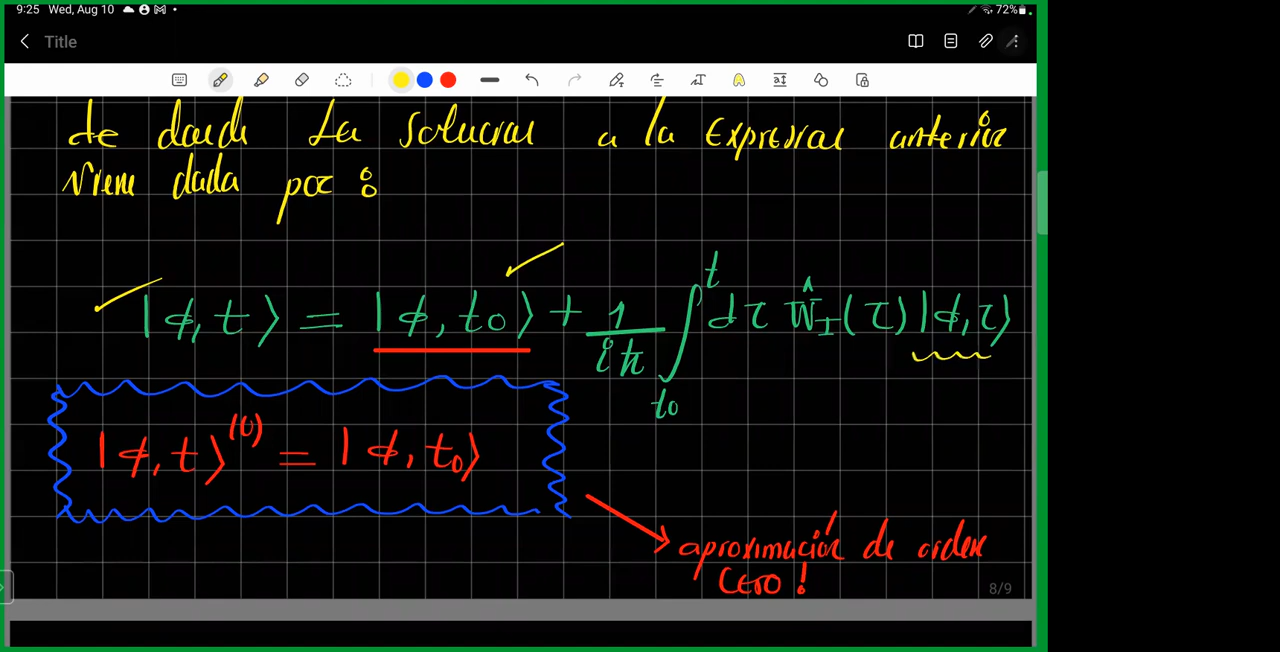 9:25 Wed, Aug 10
72%
Title
de donde La solucion a la Expresion anterior
viene dada por :
|ϕ,t⟩ = |ϕ,t₀⟩ + 1/iħ ∫ₜ₀ᵗ dτ Ŵ_I(τ)|ϕ,τ⟩
|ϕ,t⟩⁽⁰⁾ = |ϕ,t₀⟩
aproximación de orden
cero !
8/9